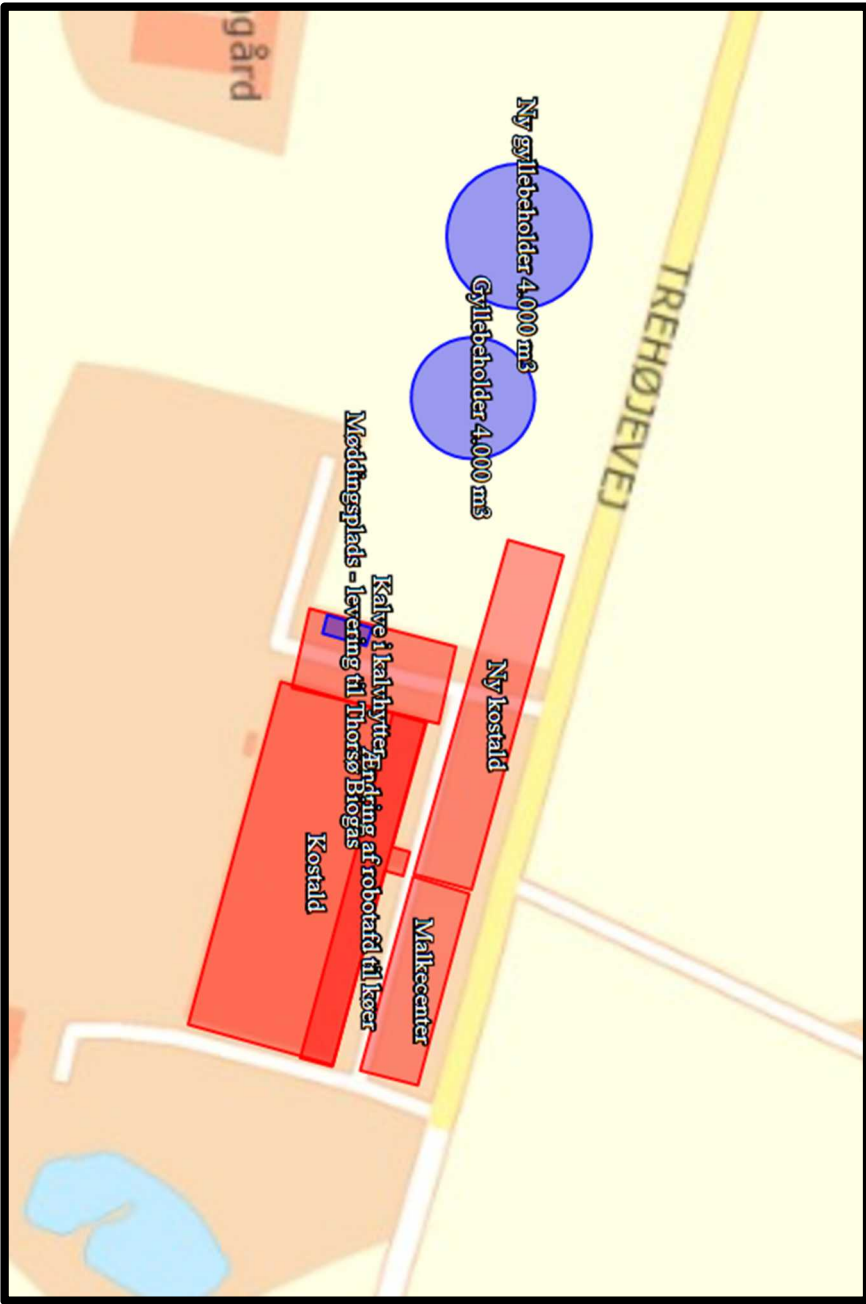 TREHØJEVEJ
Ny gyllebeholder 4.000 m³
Ny kostald
Gyllebeholder 4.000 m³
Malkecenter
Kalve i kalvhytter
Ændring af robotafd til køer
Møddingsplads - levering til Thorsø Biogas
Kostald
gård